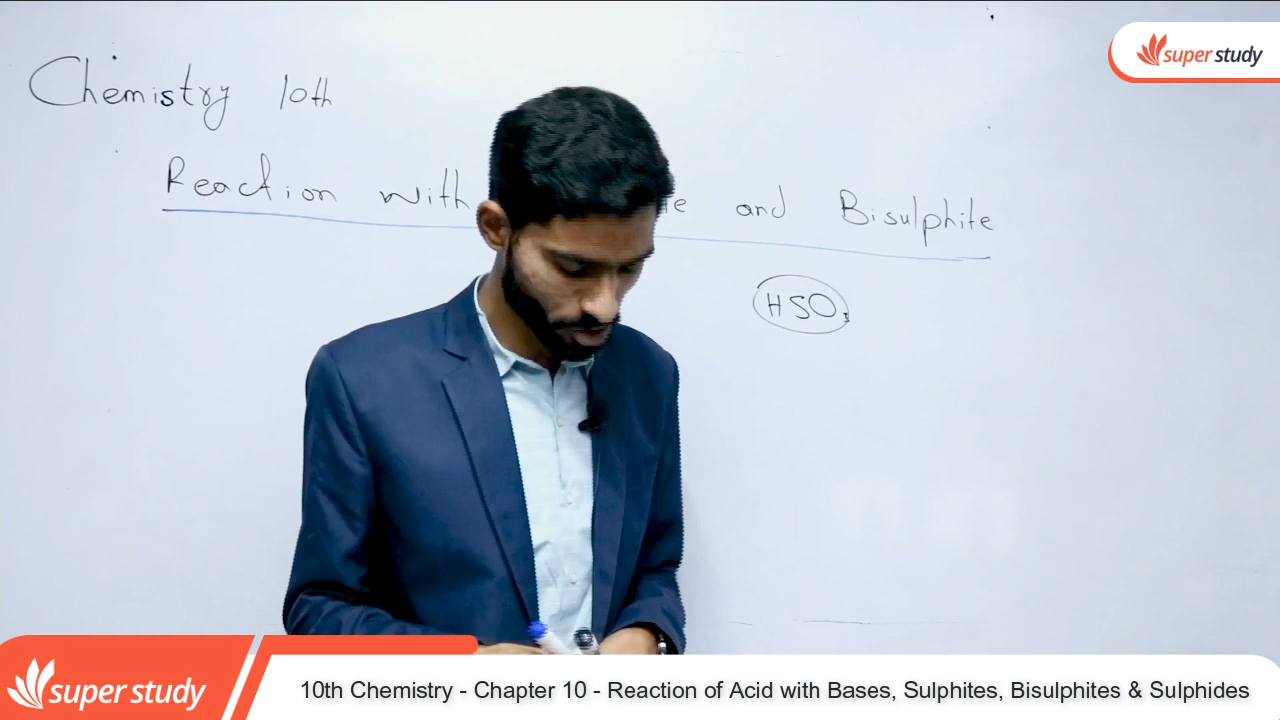 Chemistry 10th
super study
Reaction with and Bisulphite
HSO3
super study
10th Chemistry - Chapter 10 - Reaction of Acid with Bases, Sulphites, Bisulphites & Sulphides